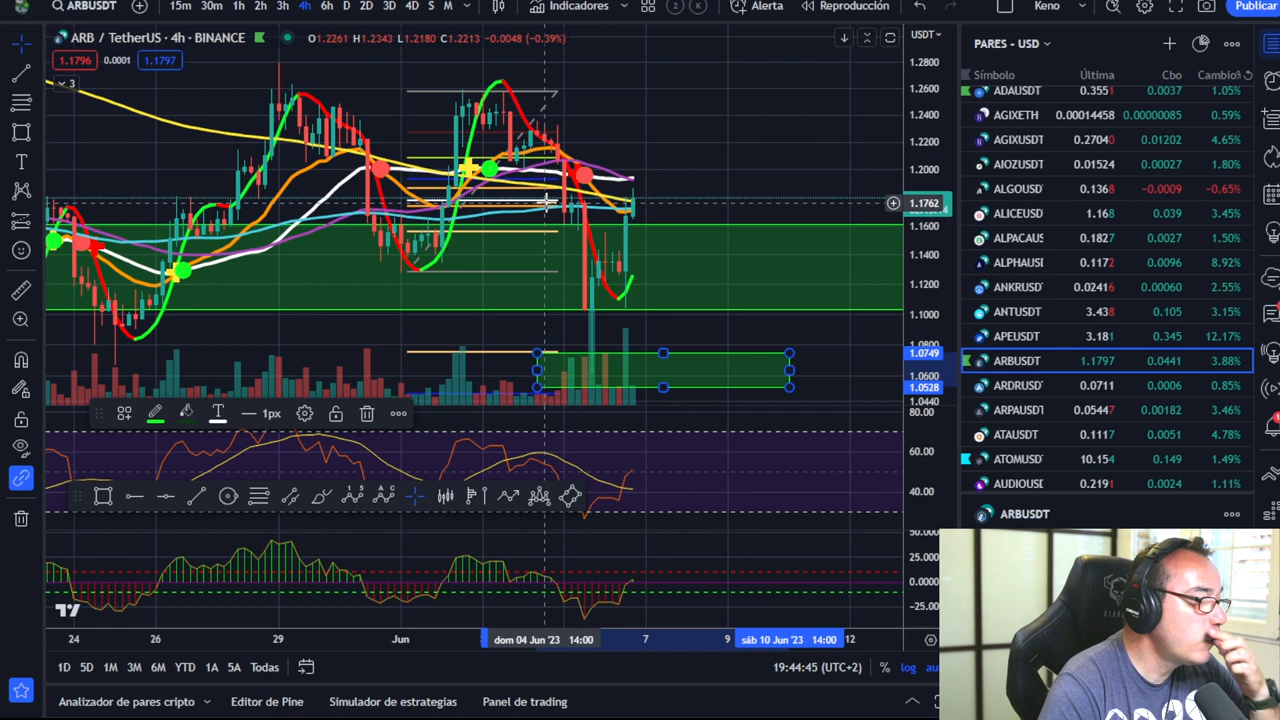 ARBUSDT 15m 30m 1h 2h 3h 4h 6h D 2D 3D 4D S M Indicadores Alerta Reproducción Keno Publicar
ARB / TetherUS · 4h · BINANCE O1.2261 H1.2343 L1.2180 C1.2213 -0.0048 (-0.39%)
1.1796 0.0001 1.1797
3
USDT
1.2800
1.2600
1.2400
1.2200
1.2000
1.1762
1.1600
1.1400
1.1200
1.1000
1.0749
1.0600
1.0528
1.0440
1px
80.00
60.00
40.00
25.000
0.0000
-25.00
24 26 29 Jun dom 04 Jun '23 14:00 7 9 sáb 10 Jun '23 14:00 12
1D 5D 1M 3M 6M YTD 1A 5A Todas 19:44:45 (UTC+2) % log
Analizador de pares cripto Editor de Pine Simulador de estrategias Panel de trading
PARES - USD
Símbolo Última Cbo Cambio%
ADAUSDT 0.3551 0.0037 1.05%
AGIXETH 0.00014458 0.00000085 0.59%
AGIXUSDT 0.27040 0.01202 4.65%
AIOZUSDT 0.01524 0.00027 1.80%
ALGOUSDT 0.1368 -0.0009 -0.65%
ALICEUSD 1.168 0.039 3.45%
ALPACAUS 0.1827 0.0027 1.50%
ALPHAUSI 0.1172 0.0096 8.92%
ANKRUSD 0.02416 0.00060 2.55%
ANTUSDT 3.438 0.105 3.15%
APEUSDT 3.181 0.345 12.17%
ARBUSDT 1.1797 0.0441 3.88%
ARDRUSD 0.0711 0.0006 0.85%
ARPAUSDT 0.05447 0.00182 3.46%
ATAUSDT 0.1117 0.0051 4.78%
ATOMUSD 10.154 0.149 1.49%
AUDIOUSE 0.2191 0.0024 1.11%
ARBUSDT